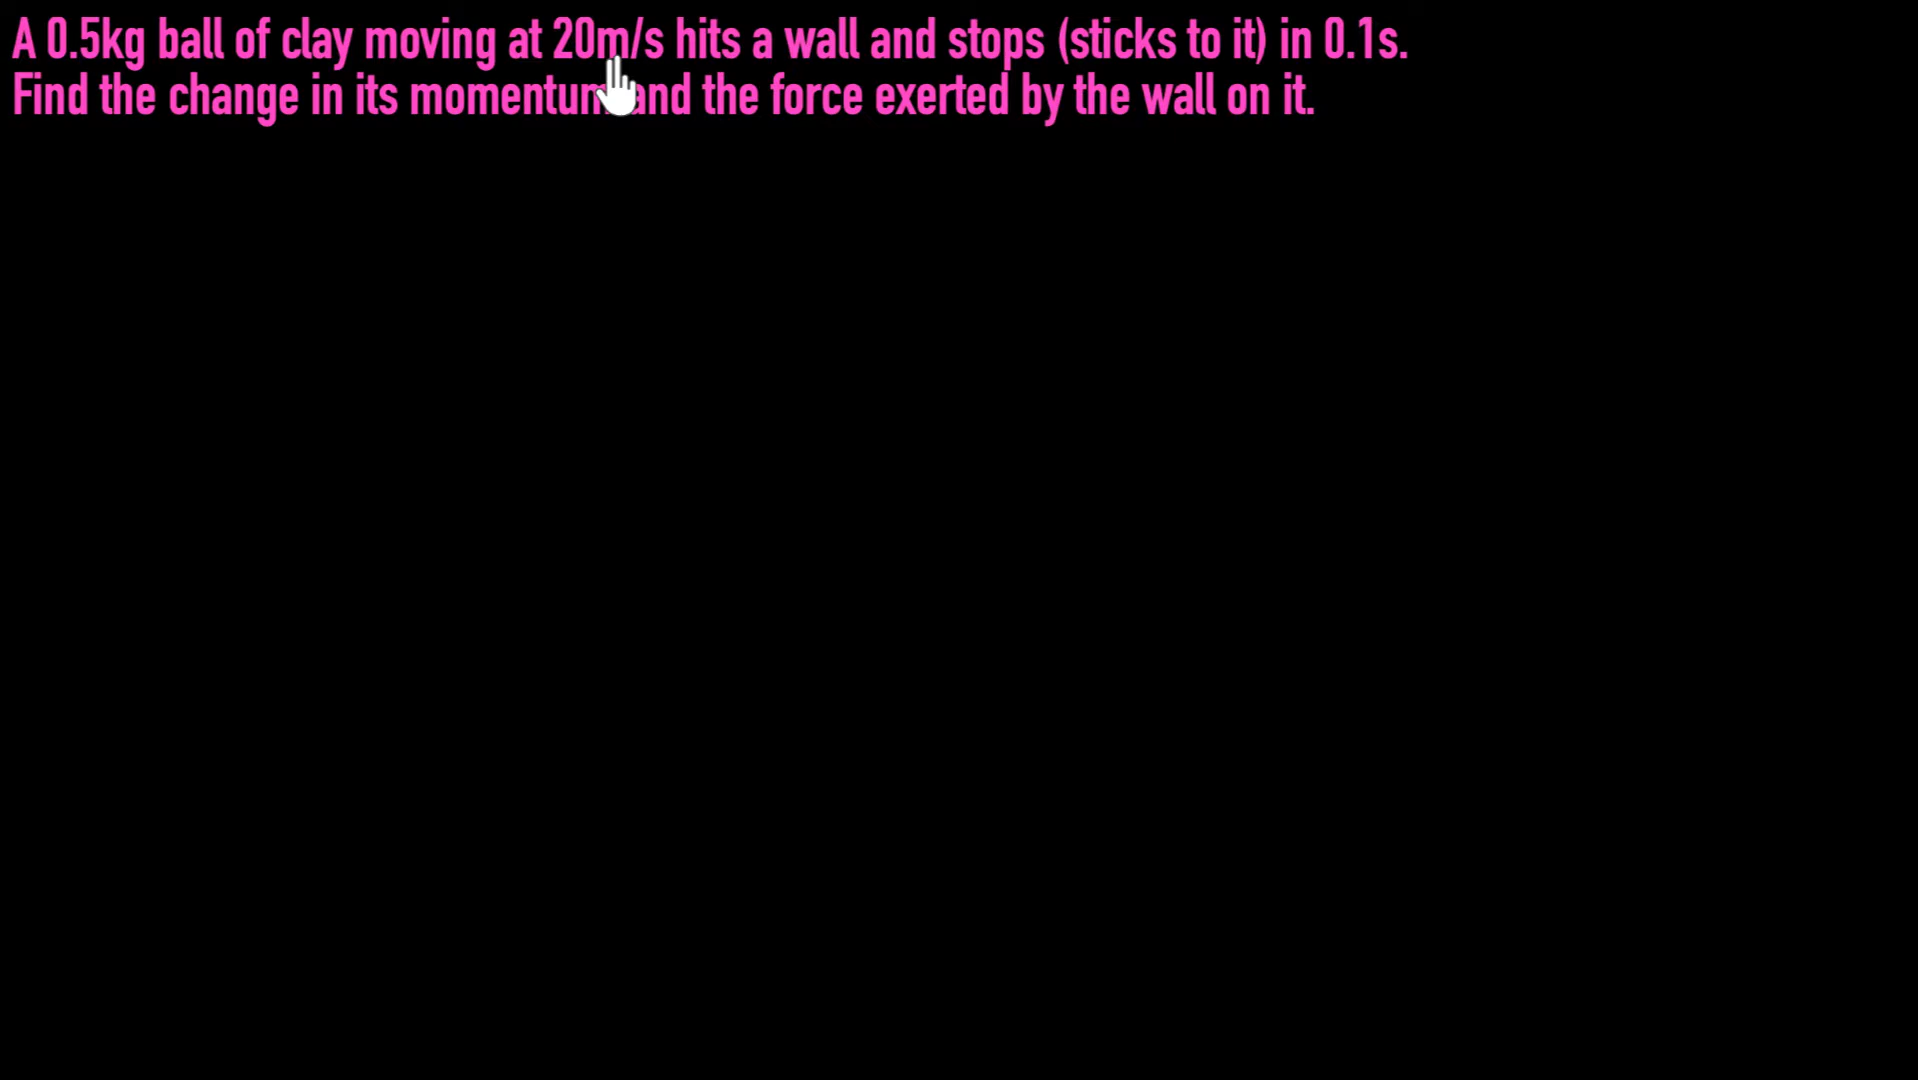 A 0.5kg ball of clay moving at 20m/s hits a wall and stops (sticks to it) in 0.1s.
Find the change in its momentum and the force exerted by the wall on it.